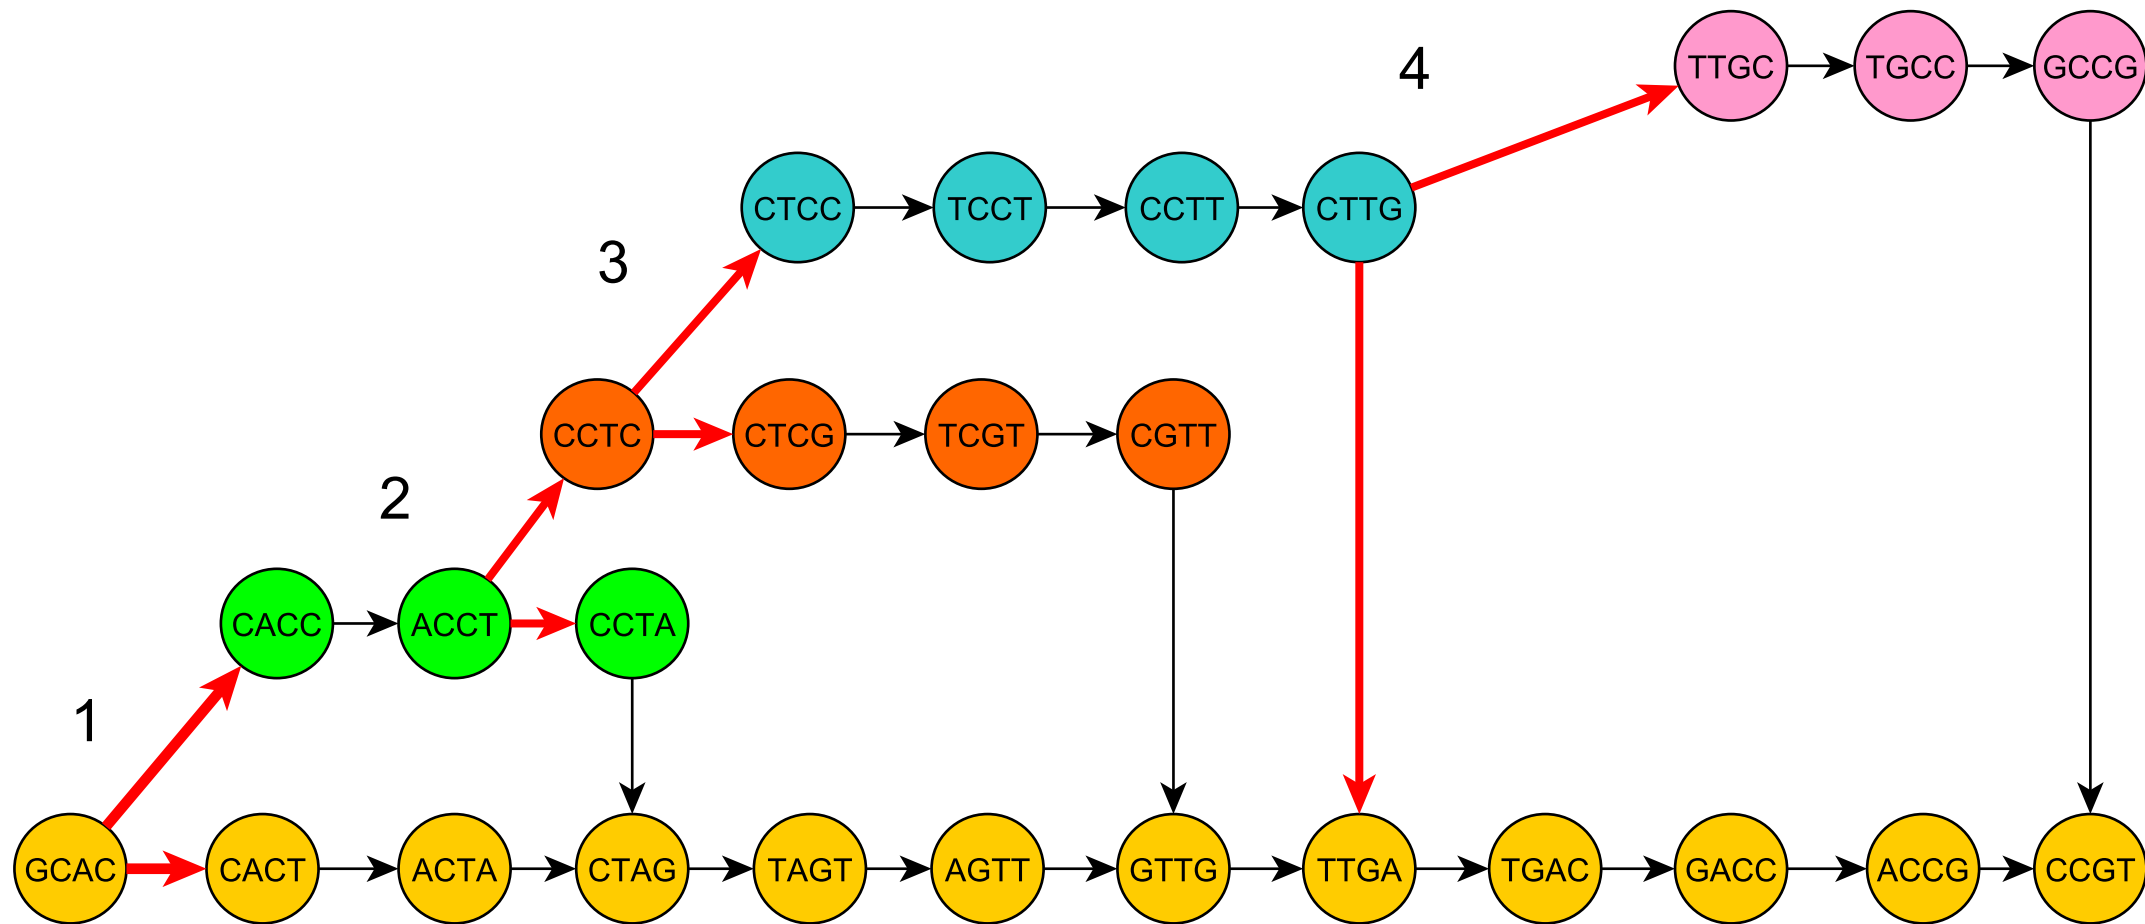 4
TTGC TGCC GCCG
CTCC TCCT CCTT CTTG
3
CCTC CTCG TCGT CGTT
2
CACC ACCT CCTA
1
GCAC CACT ACTA CTAG TAGT AGTT GTTG TTGA TGAC GACC ACCG CCGT